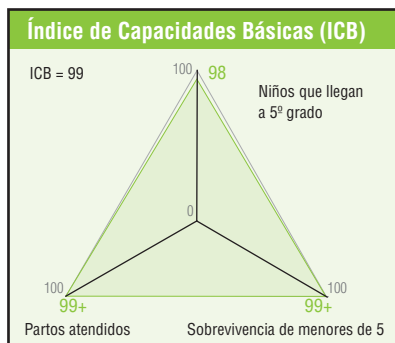 Índice de Capacidades Básicas (ICB)
ICB = 99
100
98
Niños que llegan
a 5º grado
0
100
99+
100
99+
Partos atendidos
Sobrevivencia de menores de 5